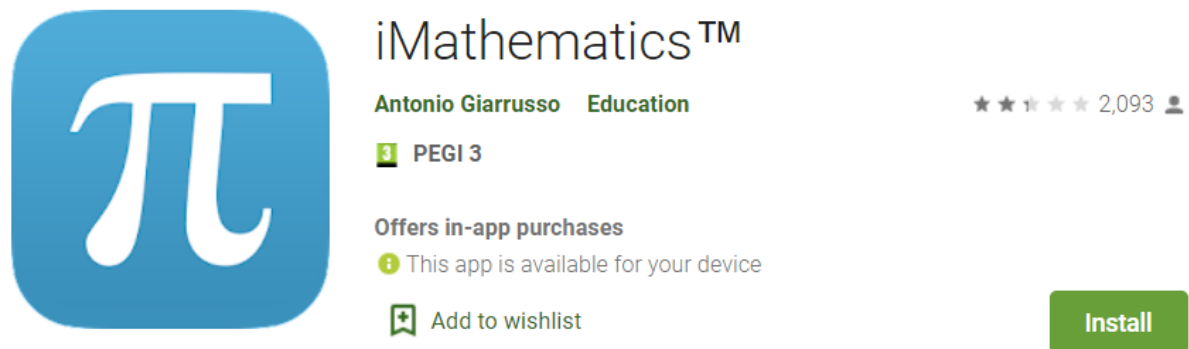 π
iMathematics™
Antonio Giarrusso Education 2,093
3 PEGI 3
Offers in-app purchases
This app is available for your device
Add to wishlist
Install